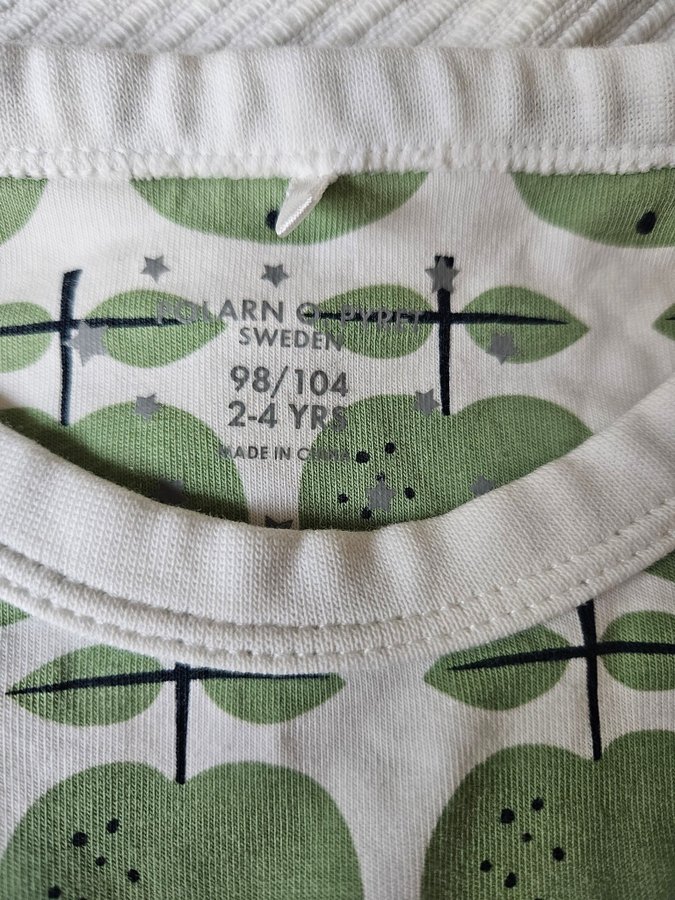 POLARN O. PYRET
SWEDEN
98/104
2-4 YRS
MADE IN CHINA